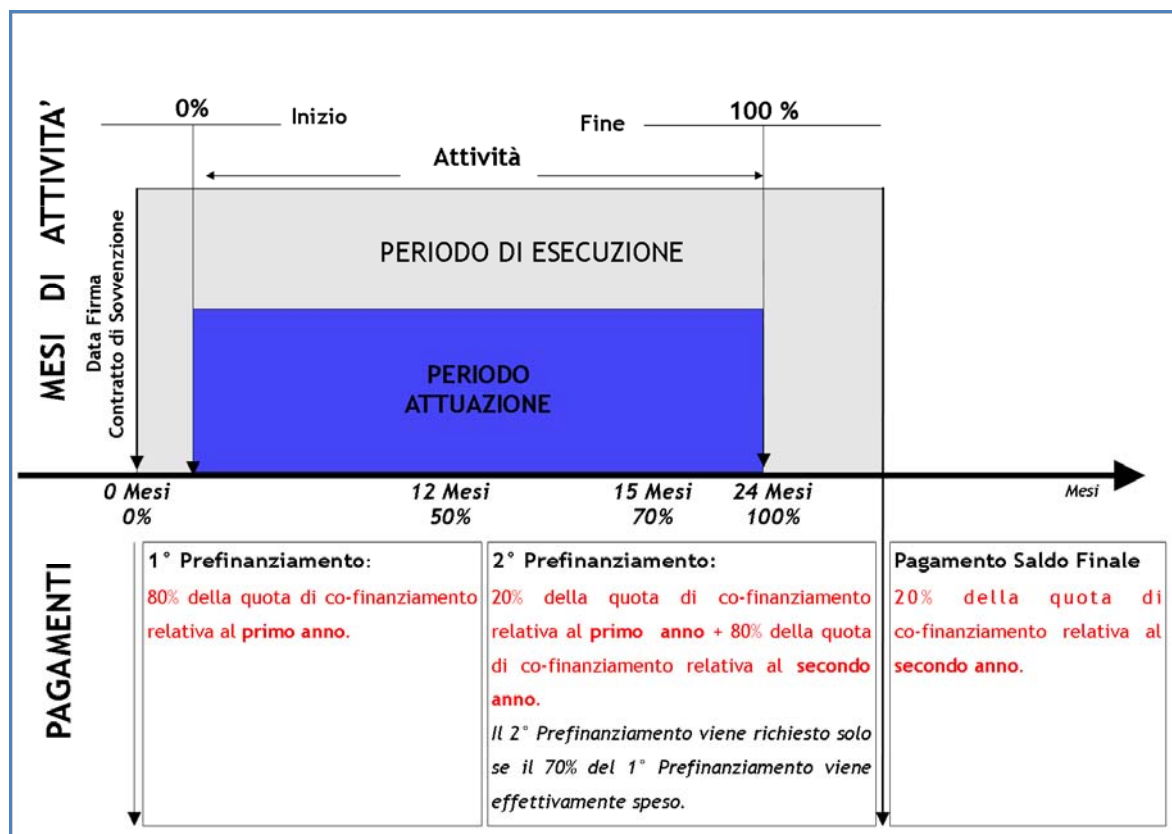 MESI DI ATTIVITA'
0%
Inizio
Fine
100 %
Attività
Data Firma
Contratto di Sovvenzione
PERIODO DI ESECUZIONE
PERIODO
ATTUAZIONE
0 Mesi
0%
12 Mesi
50%
15 Mesi
70%
24 Mesi
100%
Mesi
PAGAMENTI
1° Prefinanziamento:
80% della quota di co-finanziamento
relativa al primo anno.
2° Prefinanziamento:
20% della quota di co-finanziamento
relativa al primo anno + 80% della quota
di co-finanziamento relativa al secondo
anno.
Il 2° Prefinanziamento viene richiesto solo
se il 70% del 1° Prefinanziamento viene
effettivamente speso.
Pagamento Saldo Finale
20% della quota di
co-finanziamento relativa al
secondo anno.